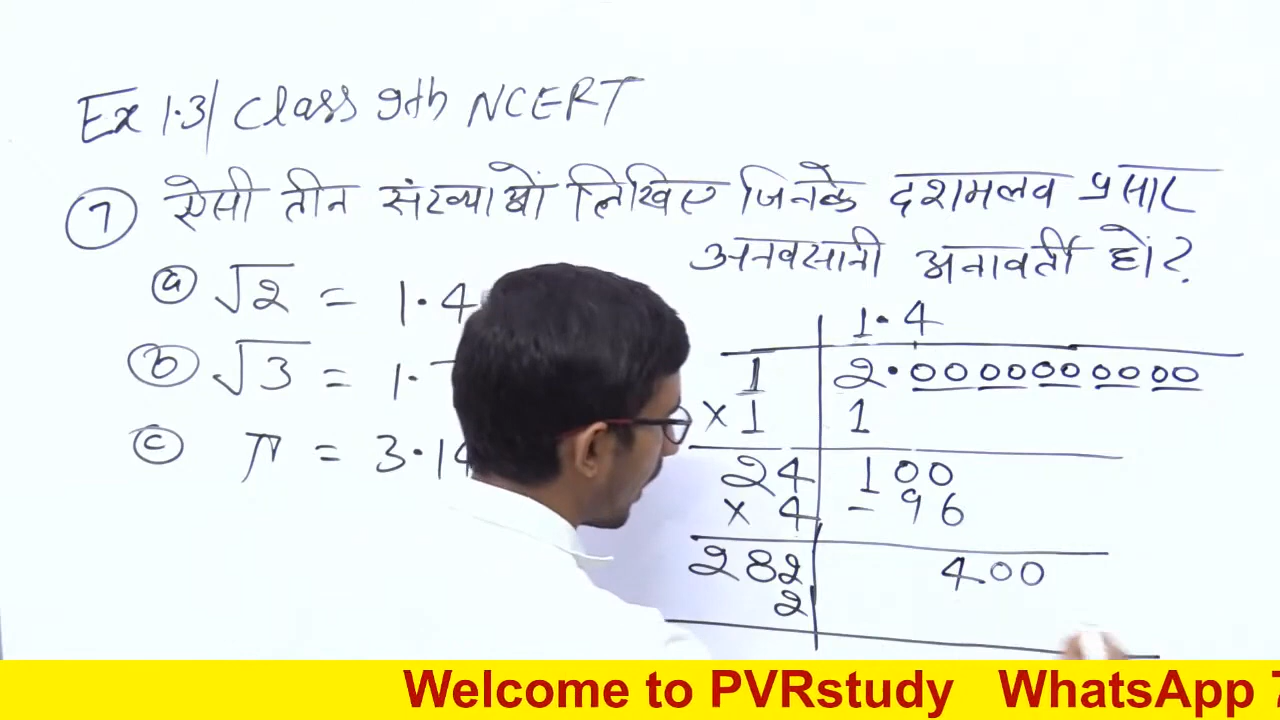 Ex 1.3| Class 9th NCERT
7 ऐसी तीन संख्याओं लिखिए जिनके दशमलव प्रसार
अनवसानी अनावर्ती हों?
a √2 = 1.4
b √3 = 1.7
c π = 3.14
1.4
1 2.0000000000
×1 1
24 100
× 4 -96
282 400
2
Welcome to PVRstudy WhatsApp 7